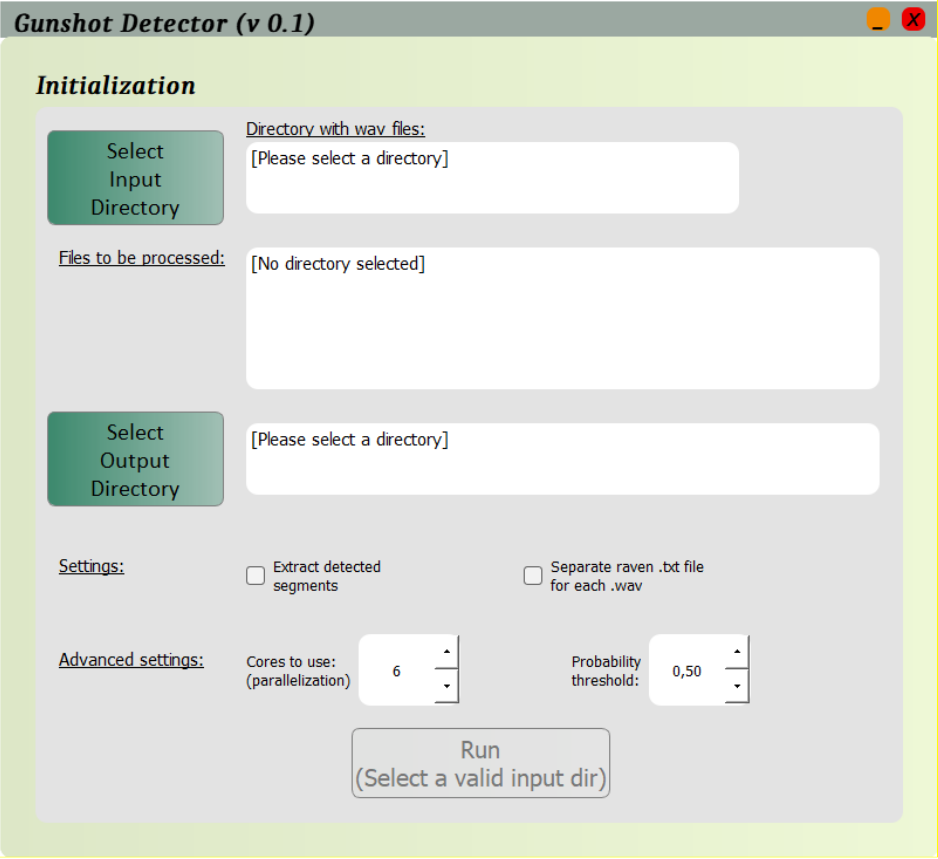 Gunshot Detector (v 0.1)
_ X
Initialization
Select
Input
Directory
Directory with wav files:
[Please select a directory]
Files to be processed:
[No directory selected]
Select
Output
Directory
[Please select a directory]
Settings:
Extract detected
segments
Separate raven .txt file
for each .wav
Advanced settings:
Cores to use:
(parallelization)
6
Probability
threshold:
0,50
Run
(Select a valid input dir)